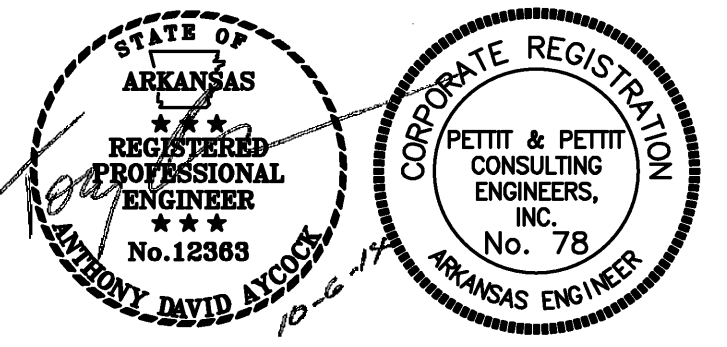 STATE OF
ARKANSAS
★ ★ ★
REGISTERED
PROFESSIONAL
ENGINEER
★ ★ ★
No.12363
ANTHONY DAVID AYCOCK
10-6-14
CORPORATE REGISTRATION
PETTIT & PETTIT
CONSULTING
ENGINEERS,
INC.
No. 78
ARKANSAS ENGINEER